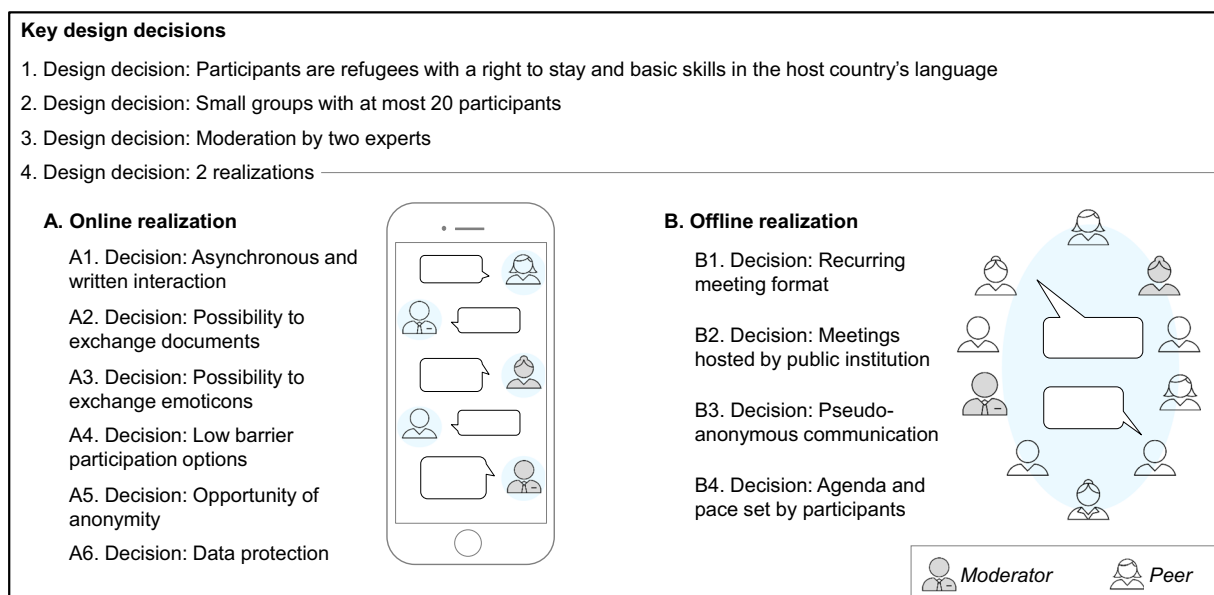 Key design decisions
1. Design decision: Participants are refugees with a right to stay and basic skills in the host country's language
2. Design decision: Small groups with at most 20 participants
3. Design decision: Moderation by two experts
4. Design decision: 2 realizations
A. Online realization
A1. Decision: Asynchronous and
written interaction
A2. Decision: Possibility to
exchange documents
A3. Decision: Possibility to
exchange emoticons
A4. Decision: Low barrier
participation options
A5. Decision: Opportunity of
anonymity
A6. Decision: Data protection
B. Offline realization
B1. Decision: Recurring
meeting format
B2. Decision: Meetings
hosted by public institution
B3. Decision: Pseudo-
anonymous communication
B4. Decision: Agenda and
pace set by participants
Moderator
Peer